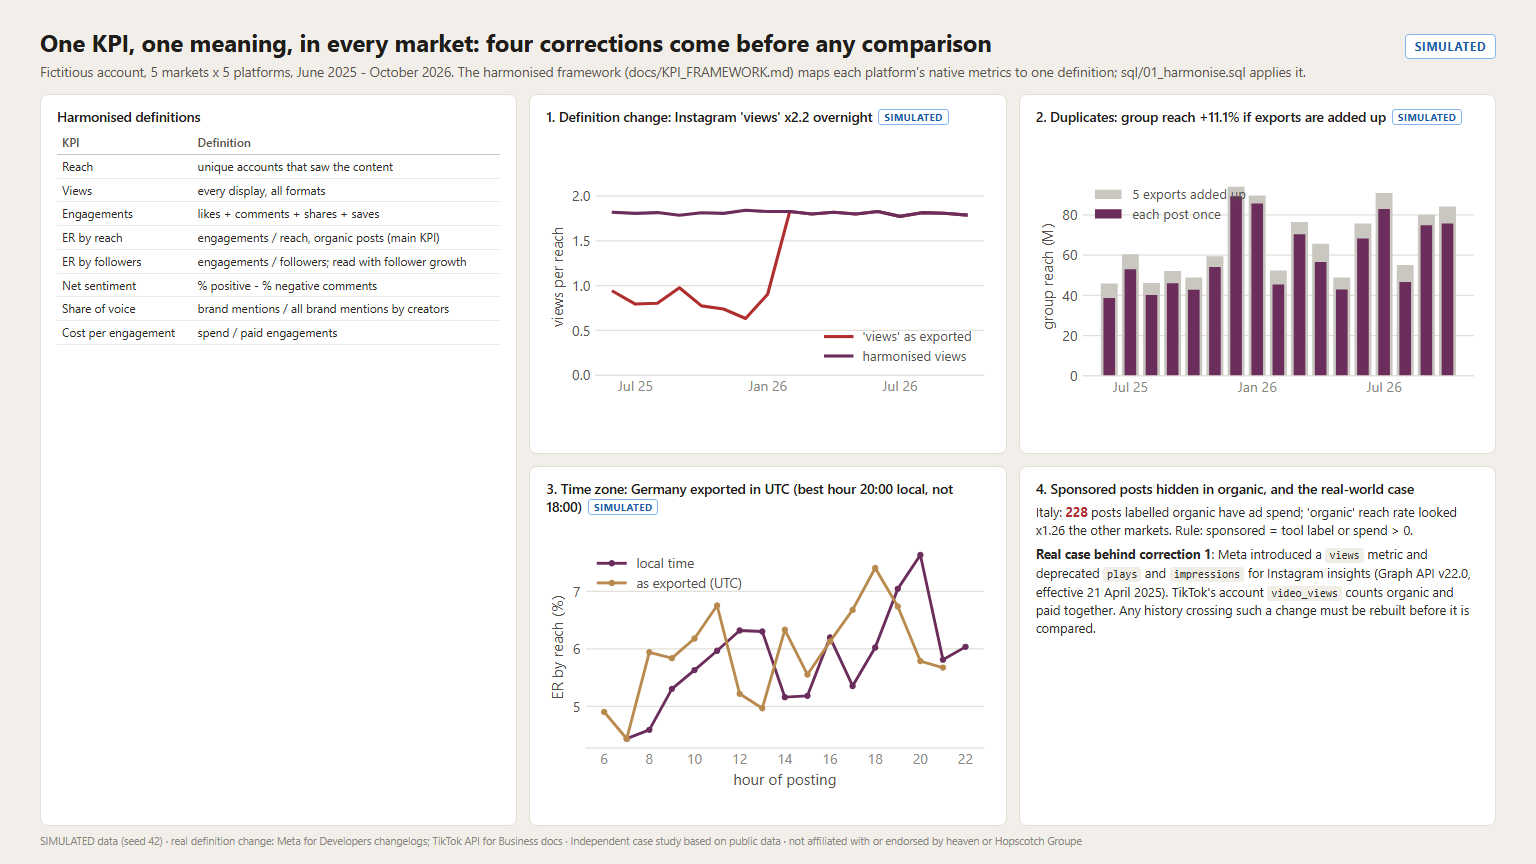 One KPI, one meaning, in every market: four corrections come before any comparison
SIMULATED
Fictitious account, 5 markets x 5 platforms, June 2025 - October 2026. The harmonised framework (docs/KPI_FRAMEWORK.md) maps each platform's native metrics to one definition; sql/01_harmonise.sql applies it.
Harmonised definitions
KPI Definition
Reach unique accounts that saw the content
Views every display, all formats
Engagements likes + comments + shares + saves
ER by reach engagements / reach, organic posts (main KPI)
ER by followers engagements / followers; read with follower growth
Net sentiment % positive - % negative comments
Share of voice brand mentions / all brand mentions by creators
Cost per engagement spend / paid engagements
1. Definition change: Instagram 'views' x2.2 overnight SIMULATED
views per reach
2.0
1.5
1.0
0.5
0.0
'views' as exported
harmonised views
Jul 25 Jan 26 Jul 26
2. Duplicates: group reach +11.1% if exports are added up SIMULATED
group reach (M)
5 exports added up
each post once
80
60
40
20
0
Jul 25 Jan 26 Jul 26
3. Time zone: Germany exported in UTC (best hour 20:00 local, not
18:00) SIMULATED
local time
as exported (UTC)
ER by reach (%)
7
6
5
6 8 10 12 14 16 18 20 22
hour of posting
4. Sponsored posts hidden in organic, and the real-world case
Italy: 228 posts labelled organic have ad spend; 'organic' reach rate looked
x1.26 the other markets. Rule: sponsored = tool label or spend > 0.
Real case behind correction 1: Meta introduced a views metric and
deprecated plays and impressions for Instagram insights (Graph API v22.0,
effective 21 April 2025). TikTok's account video_views counts organic and
paid together. Any history crossing such a change must be rebuilt before it is
compared.
SIMULATED data (seed 42) · real definition change: Meta for Developers changelogs; TikTok API for Business docs · Independent case study based on public data · not affiliated with or endorsed by heaven or Hopscotch Groupe